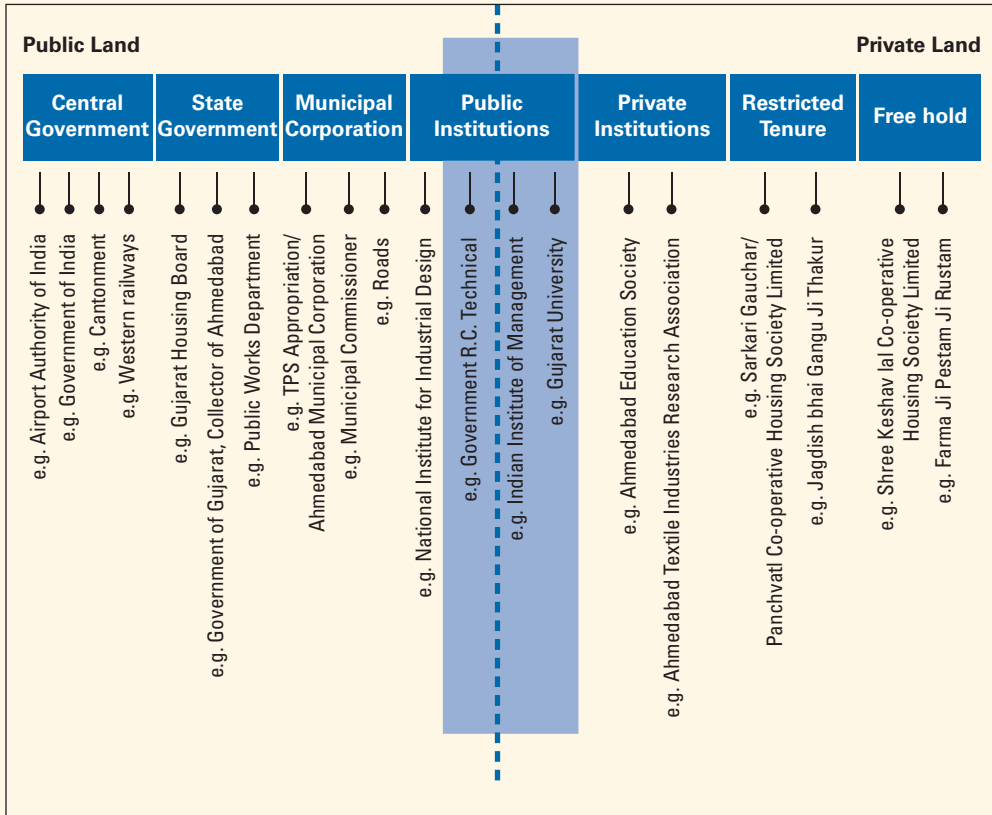 Public Land
Private Land
Central
Government
State
Government
Municipal
Corporation
Public
Institutions
Private
Institutions
Restricted
Tenure
Free hold
e.g. Airport Authority of India
e.g. Government of India
e.g. Cantonment
e.g. Western railways
e.g. Gujarat Housing Board
e.g. Government of Gujarat, Collector of Ahmedabad
e.g. Public Works Department
e.g. TPS Appropriation/
Ahmedabad Municipal Corporation
e.g. Municipal Commissioner
e.g. Roads
e.g. National Institute for Industrial Design
e.g. Government R.C. Technical
e.g. Indian Institute of Management
e.g. Gujarat University
e.g. Ahmedabad Education Society
e.g. Ahmedabad Textile Industries Research Association
e.g. Sarkari Gauchar/
Panchvatl Co-operative Housing Society Limited
e.g. Jagdish bhai Gangu Ji Thakur
e.g. Shree Keshav lal Co-operative
Housing Society Limited
e.g. Farma Ji Pestam Ji Rustam